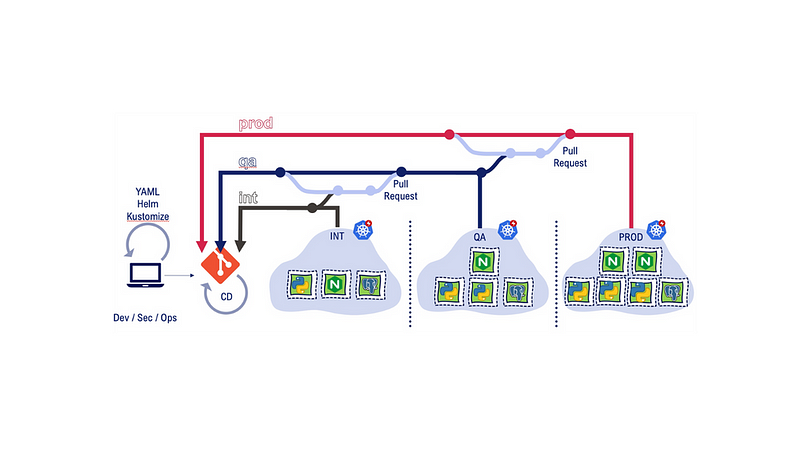 prod
qa
int
Pull
Request
Pull
Request
YAML
Helm
Kustomize
INT
QA
PROD
N
N
N
N
CD
Dev / Sec / Ops